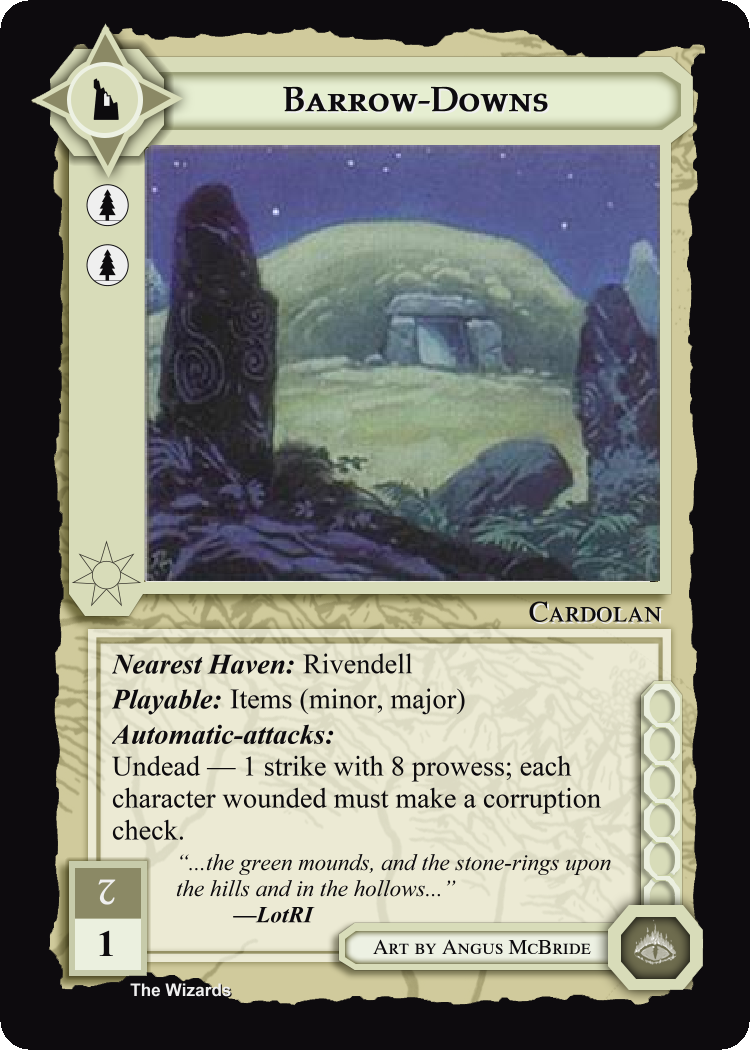 Barrow-Downs
Cardolan
Nearest Haven: Rivendell
Playable: Items (minor, major)
Automatic-attacks:
Undead — 1 strike with 8 prowess; each
character wounded must make a corruption
check.
“...the green mounds, and the stone-rings upon
the hills and in the hollows...”
—LotRI
2
1
Art by Angus McBride
The Wizards